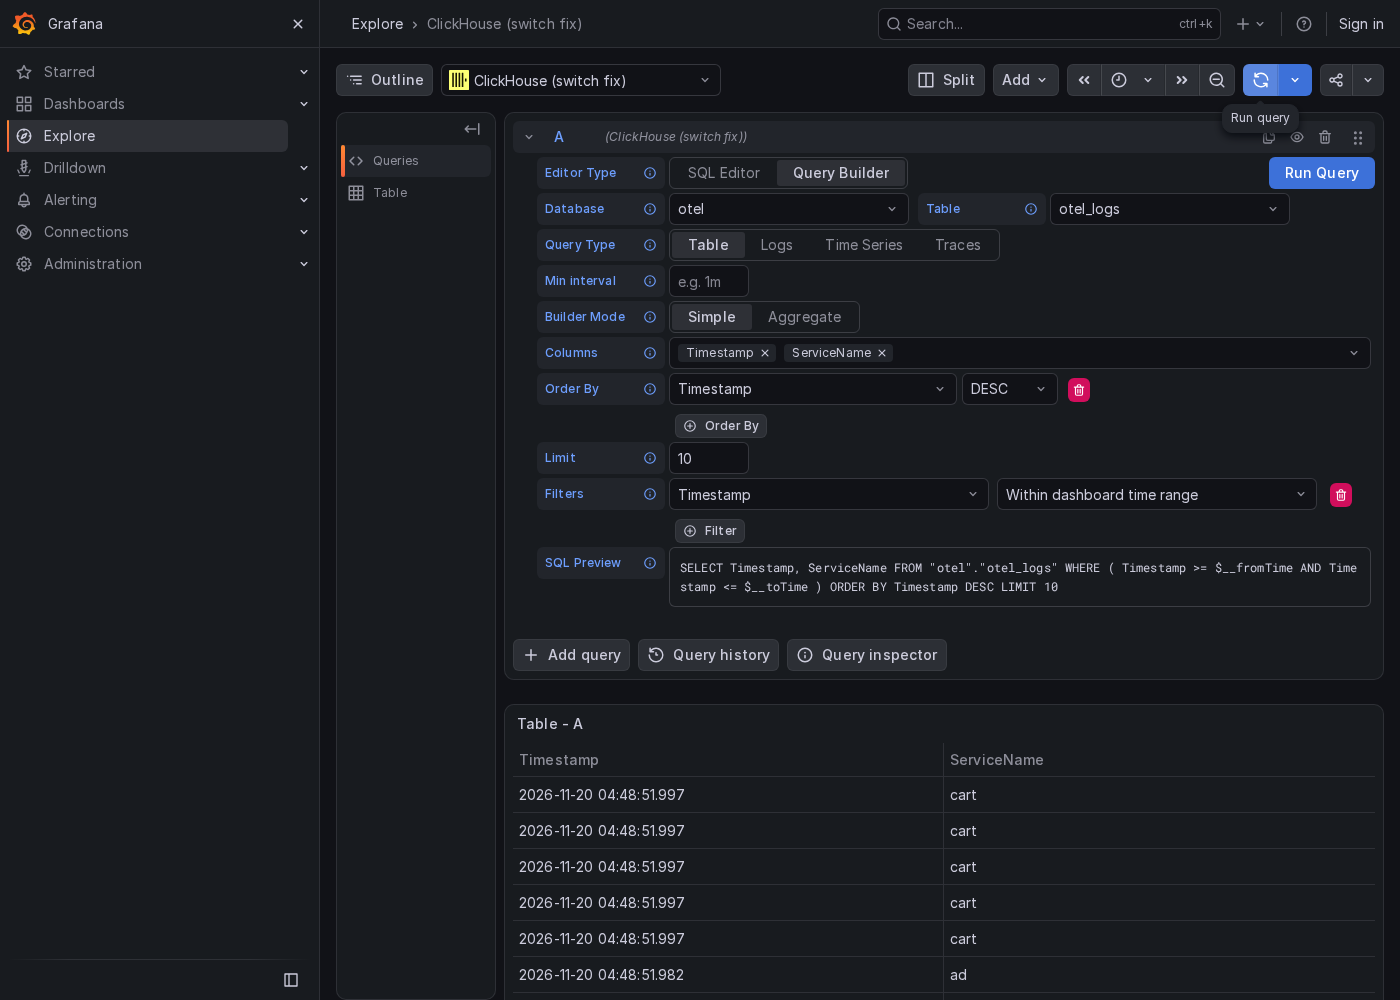 Grafana
Explore › ClickHouse (switch fix)
Search...
ctrl+k
Sign in
Starred
Dashboards
Explore
Drilldown
Alerting
Connections
Administration
Outline
ClickHouse (switch fix)
Split
Add
Run query
Queries
Table
A
(ClickHouse (switch fix))
Editor Type
SQL Editor
Query Builder
Run Query
Database
otel
Table
otel_logs
Query Type
Table
Logs
Time Series
Traces
Min interval
e.g. 1m
Builder Mode
Simple
Aggregate
Columns
Timestamp
ServiceName
Order By
Timestamp
DESC
Order By
Limit
10
Filters
Timestamp
Within dashboard time range
Filter
SQL Preview
SELECT Timestamp, ServiceName FROM "otel"."otel_logs" WHERE ( Timestamp >= $__fromTime AND Time
stamp <= $__toTime ) ORDER BY Timestamp DESC LIMIT 10
Add query
Query history
Query inspector
Table - A
Timestamp
ServiceName
2026-11-20 04:48:51.997
cart
2026-11-20 04:48:51.997
cart
2026-11-20 04:48:51.997
cart
2026-11-20 04:48:51.997
cart
2026-11-20 04:48:51.997
cart
2026-11-20 04:48:51.982
ad